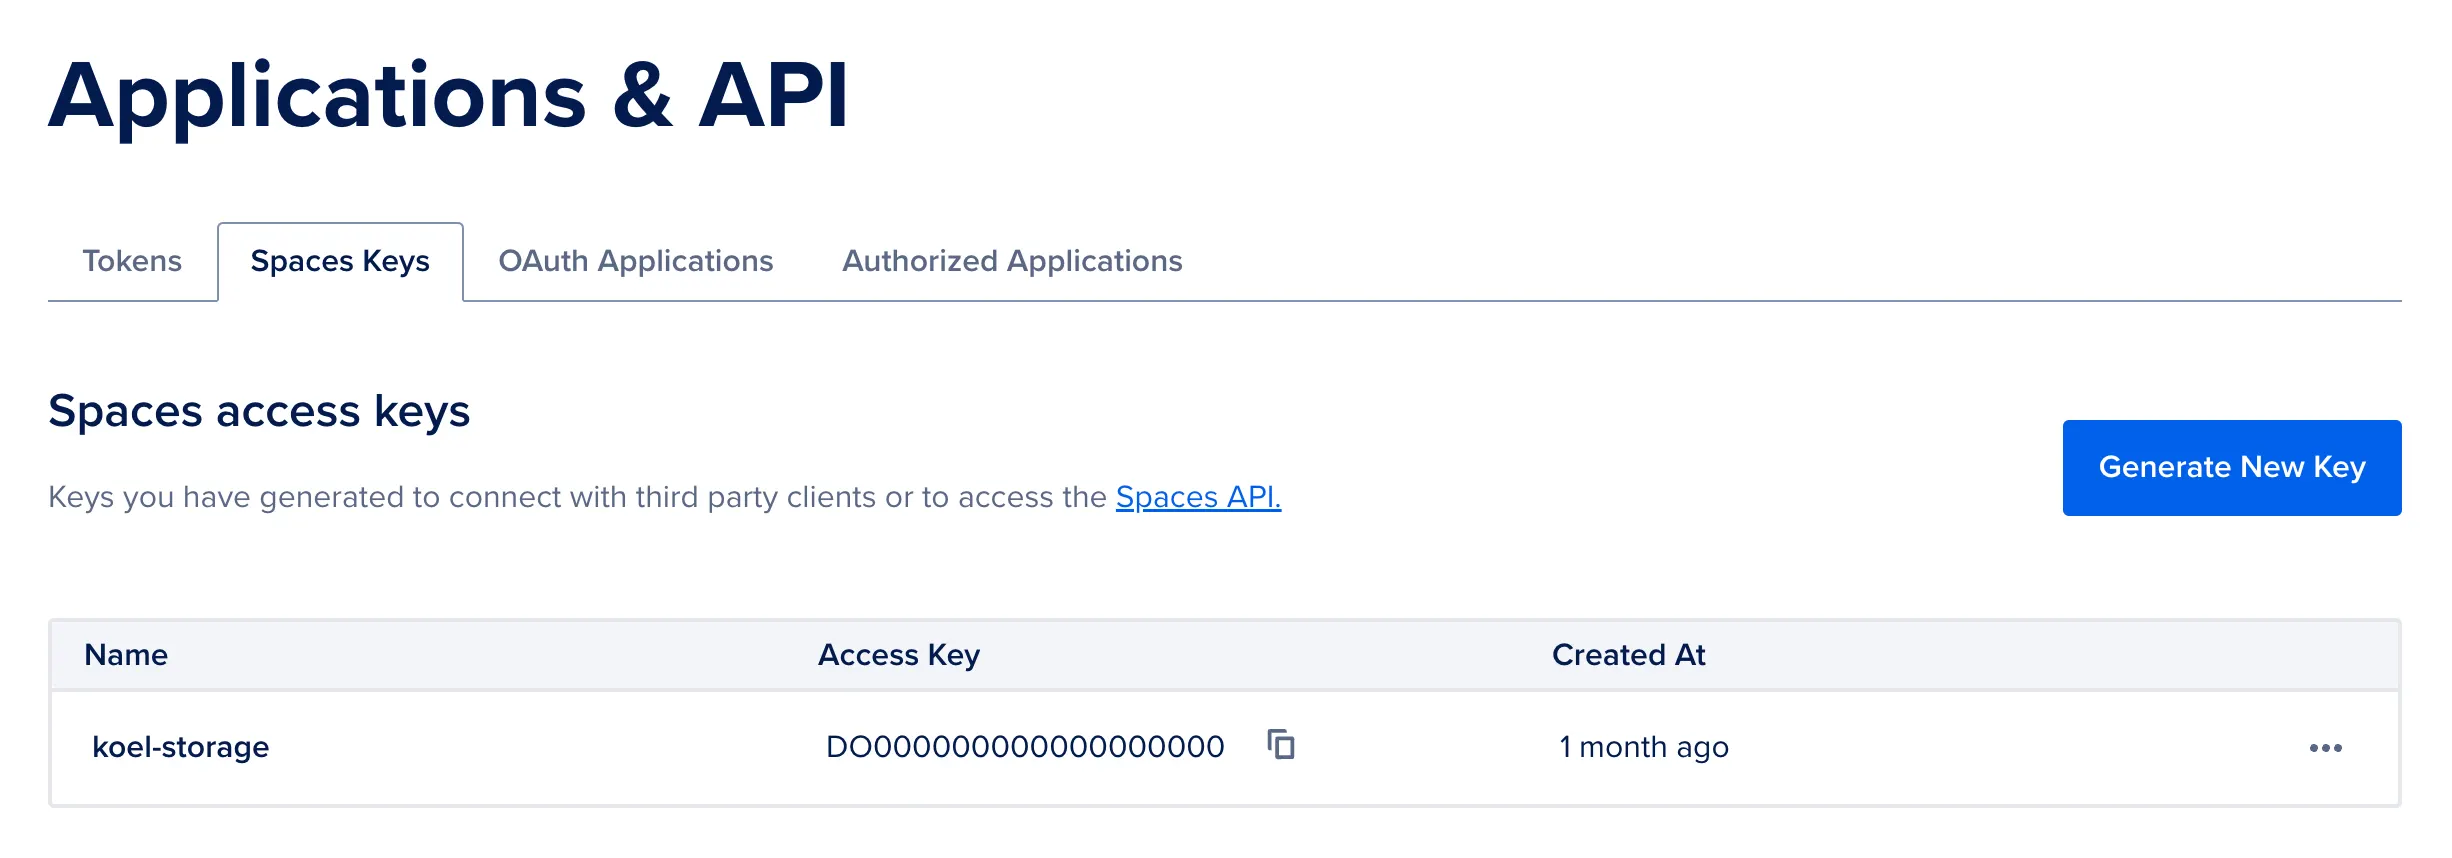 Applications & API
Tokens Spaces Keys OAuth Applications Authorized Applications
Spaces access keys
Generate New Key
Keys you have generated to connect with third party clients or to access the Spaces API.
Name Access Key Created At
koel-storage DO000000000000000000 1 month ago